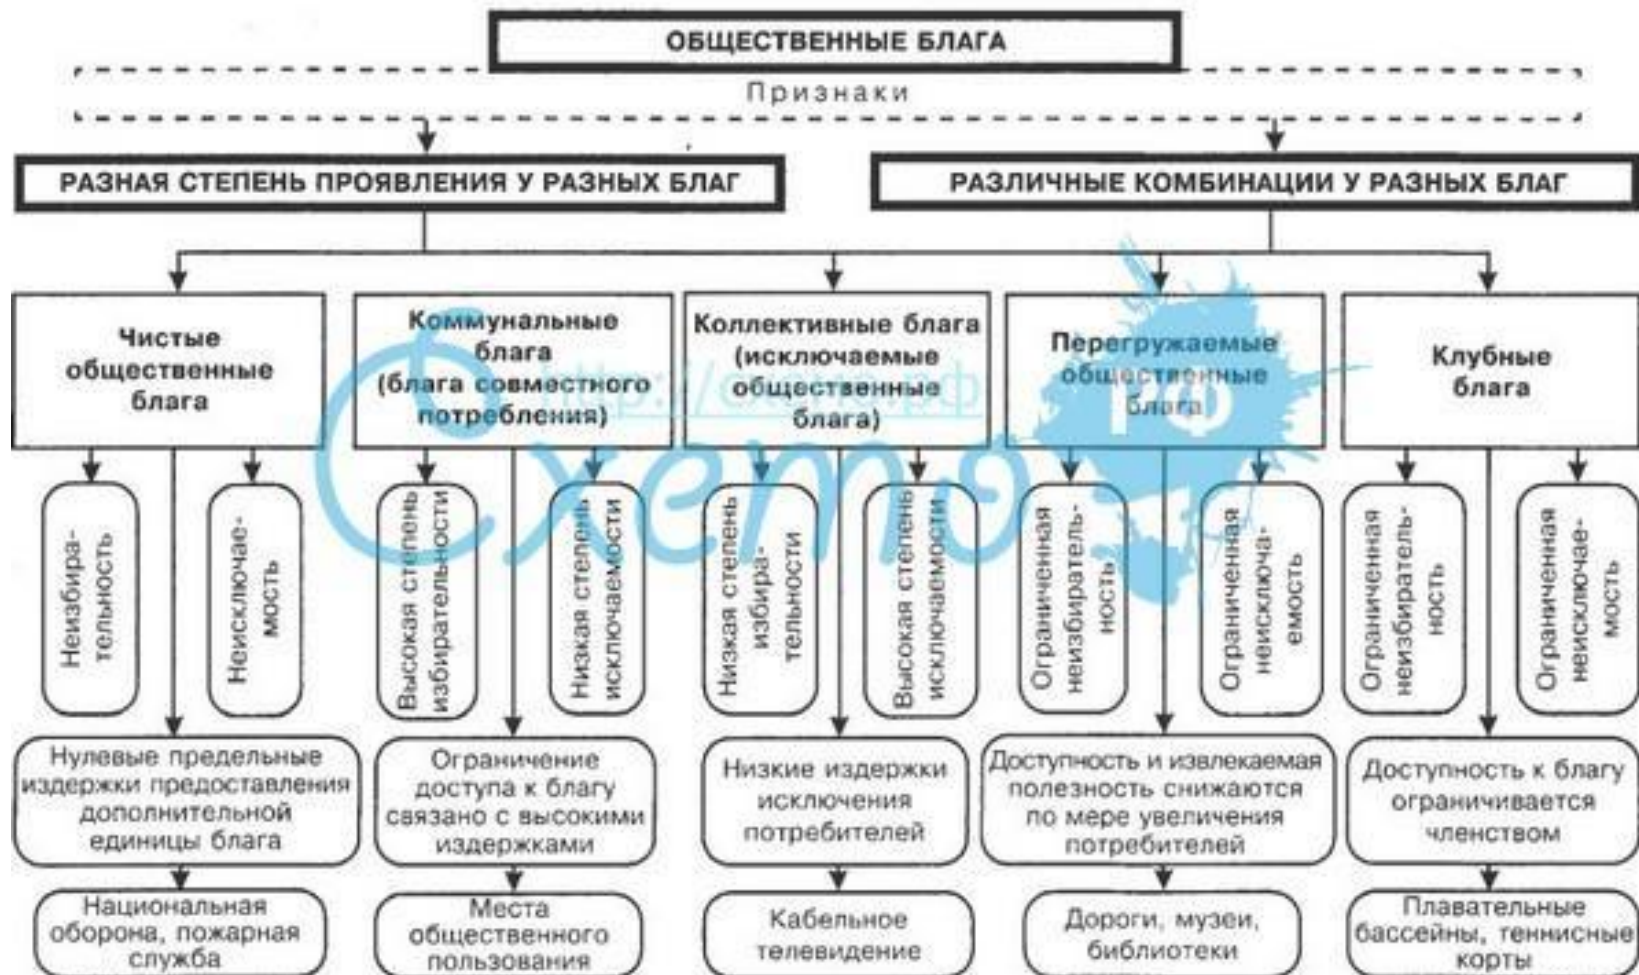 ОБЩЕСТВЕННЫЕ БЛАГА
Признаки
РАЗНАЯ СТЕПЕНЬ ПРОЯВЛЕНИЯ У РАЗНЫХ БЛАГ
РАЗЛИЧНЫЕ КОМБИНАЦИИ У РАЗНЫХ БЛАГ
Чистые
общественные
блага
Коммунальные
блага
(блага совместного
потребления)
Коллективные блага
(исключаемые
общественные
блага)
Перегружаемые
общественные
блага
Клубные
блага
Неизбира-
тельность
Неисключае-
мость
Высокая степень
избирательности
Низкая степень
исключаемости
Низкая степень
избира-
тельности
Высокая степень
исключаемости
Ограниченная
неизбиратель-
ность
Ограниченная
неисключа-
емость
Ограниченная
неизбиратель-
ность
Ограниченная
неисключае-
мость
Нулевые предельные
издержки предоставления
дополнительной
единицы блага
Ограничение
доступа к благу
связано с высокими
издержками
Низкие издержки
исключения
потребителей
Доступность и извлекаемая
полезность снижаются
по мере увеличения
потребителей
Доступность к благу
ограничивается
членством
Национальная
оборона, пожарная
служба
Места
общественного
пользования
Кабельное
телевидение
Дороги, музеи,
библиотеки
Плавательные
бассейны, теннисные
корты
Схемо
РФ